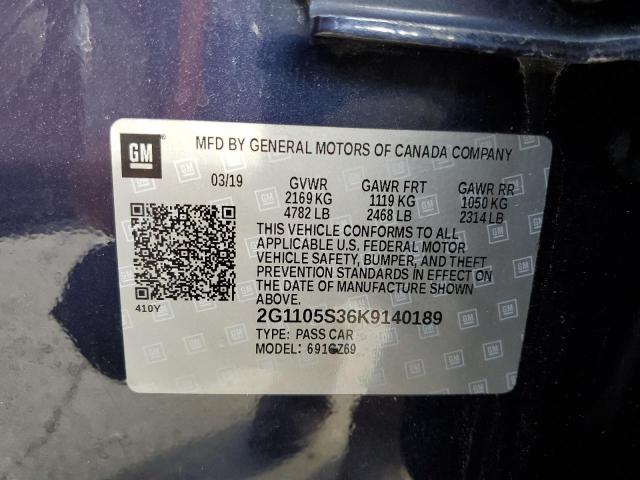 GM
MFD BY GENERAL MOTORS OF CANADA COMPANY
03/19 GVWR GAWR FRT GAWR RR
2169 KG 1119 KG 1050 KG
4782 LB 2468 LB 2314 LB
THIS VEHICLE CONFORMS TO ALL
APPLICABLE U.S. FEDERAL MOTOR
VEHICLE SAFETY, BUMPER, AND THEFT
PREVENTION STANDARDS IN EFFECT ON
THE DATE OF MANUFACTURE SHOWN
ABOVE.
410Y
2G1105S36K9140189
TYPE: PASS CAR
MODEL: